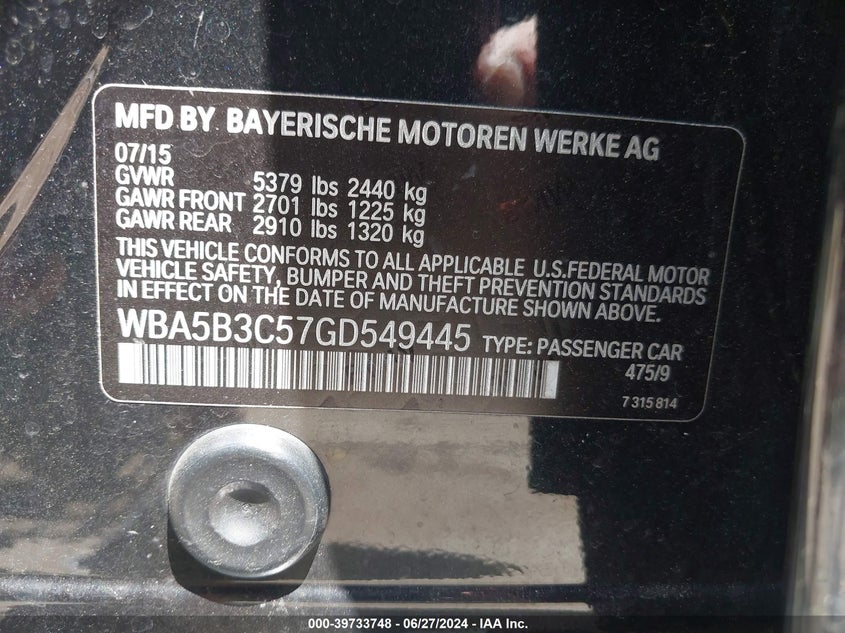 MFD BY BAYERISCHE MOTOREN WERKE AG
07/15
GVWR 5379 lbs 2440 kg
GAWR FRONT 2701 lbs 1225 kg
GAWR REAR 2910 lbs 1320 kg
THIS VEHICLE CONFORMS TO ALL APPLICABLE U.S.FEDERAL MOTOR
VEHICLE SAFETY, BUMPER AND THEFT PREVENTION STANDARDS
IN EFFECT ON THE DATE OF MANUFACTURE SHOWN ABOVE.
WBA5B3C57GD549445 TYPE: PASSENGER CAR
475/9
7 315 814
000-39733748 - 06/27/2024 - IAA Inc.